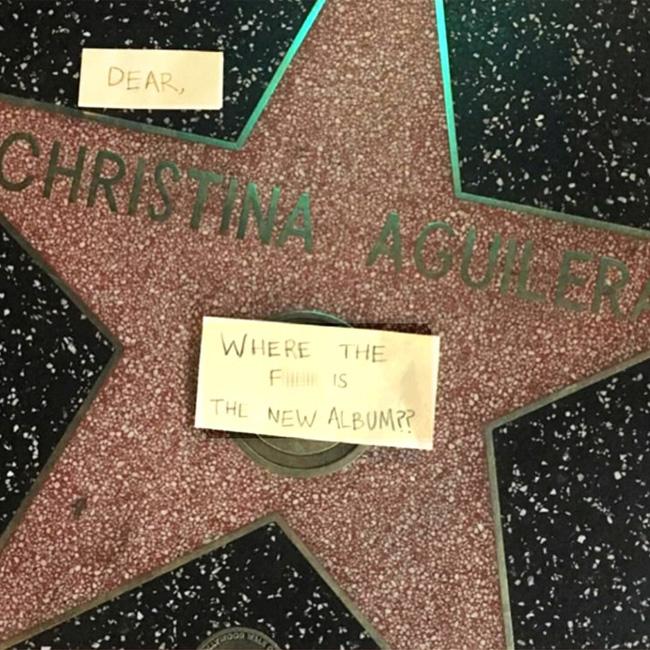 DEAR,
CHRISTINA AGUILERA
WHERE THE
F IS
THE NEW ALBUM??